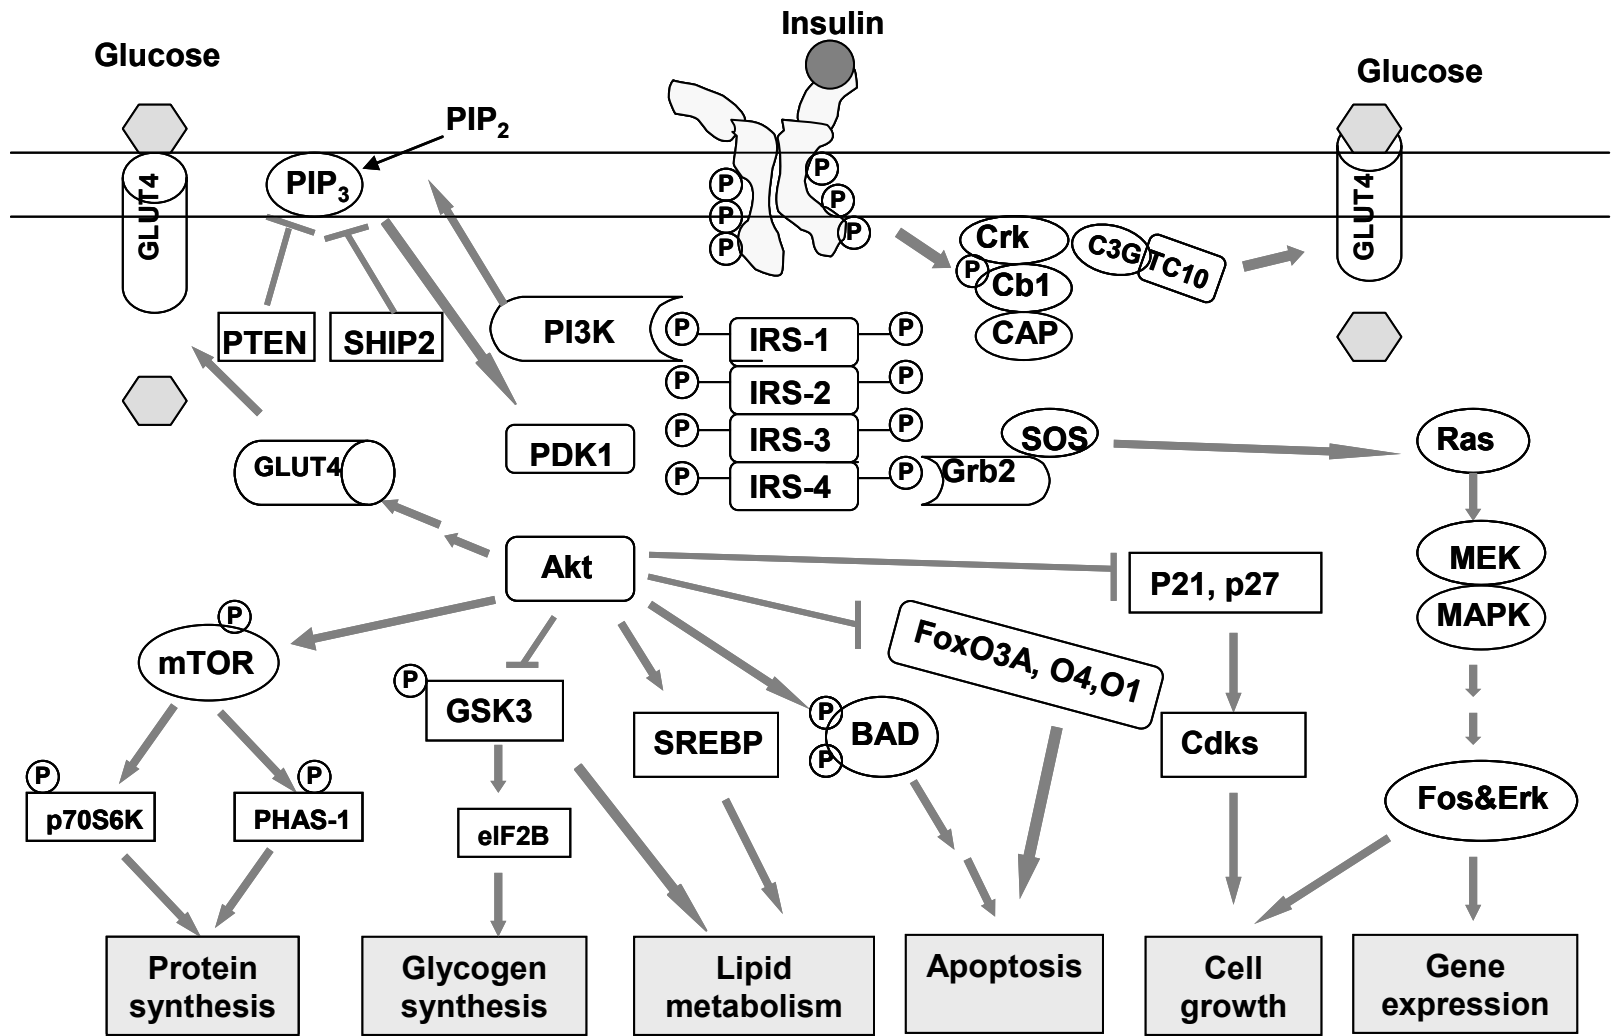 Insulin
Glucose
Glucose
PIP2
PIP3
GLUT4
GLUT4
P
P
P
P
P
P
Crk
C3G
TC10
P
Cb1
CAP
PTEN
SHIP2
PI3K
P
IRS-1
P
P
IRS-2
P
P
IRS-3
P
P
IRS-4
P
GLUT4
PDK1
SOS
Grb2
Ras
Akt
P21, p27
MEK
MAPK
P
mTOR
FoxO3A, O4,O1
P
GSK3
SREBP
P
P
BAD
Cdks
P
p70S6K
P
PHAS-1
eIF2B
Fos&Erk
Protein
synthesis
Glycogen
synthesis
Lipid
metabolism
Apoptosis
Cell
growth
Gene
expression